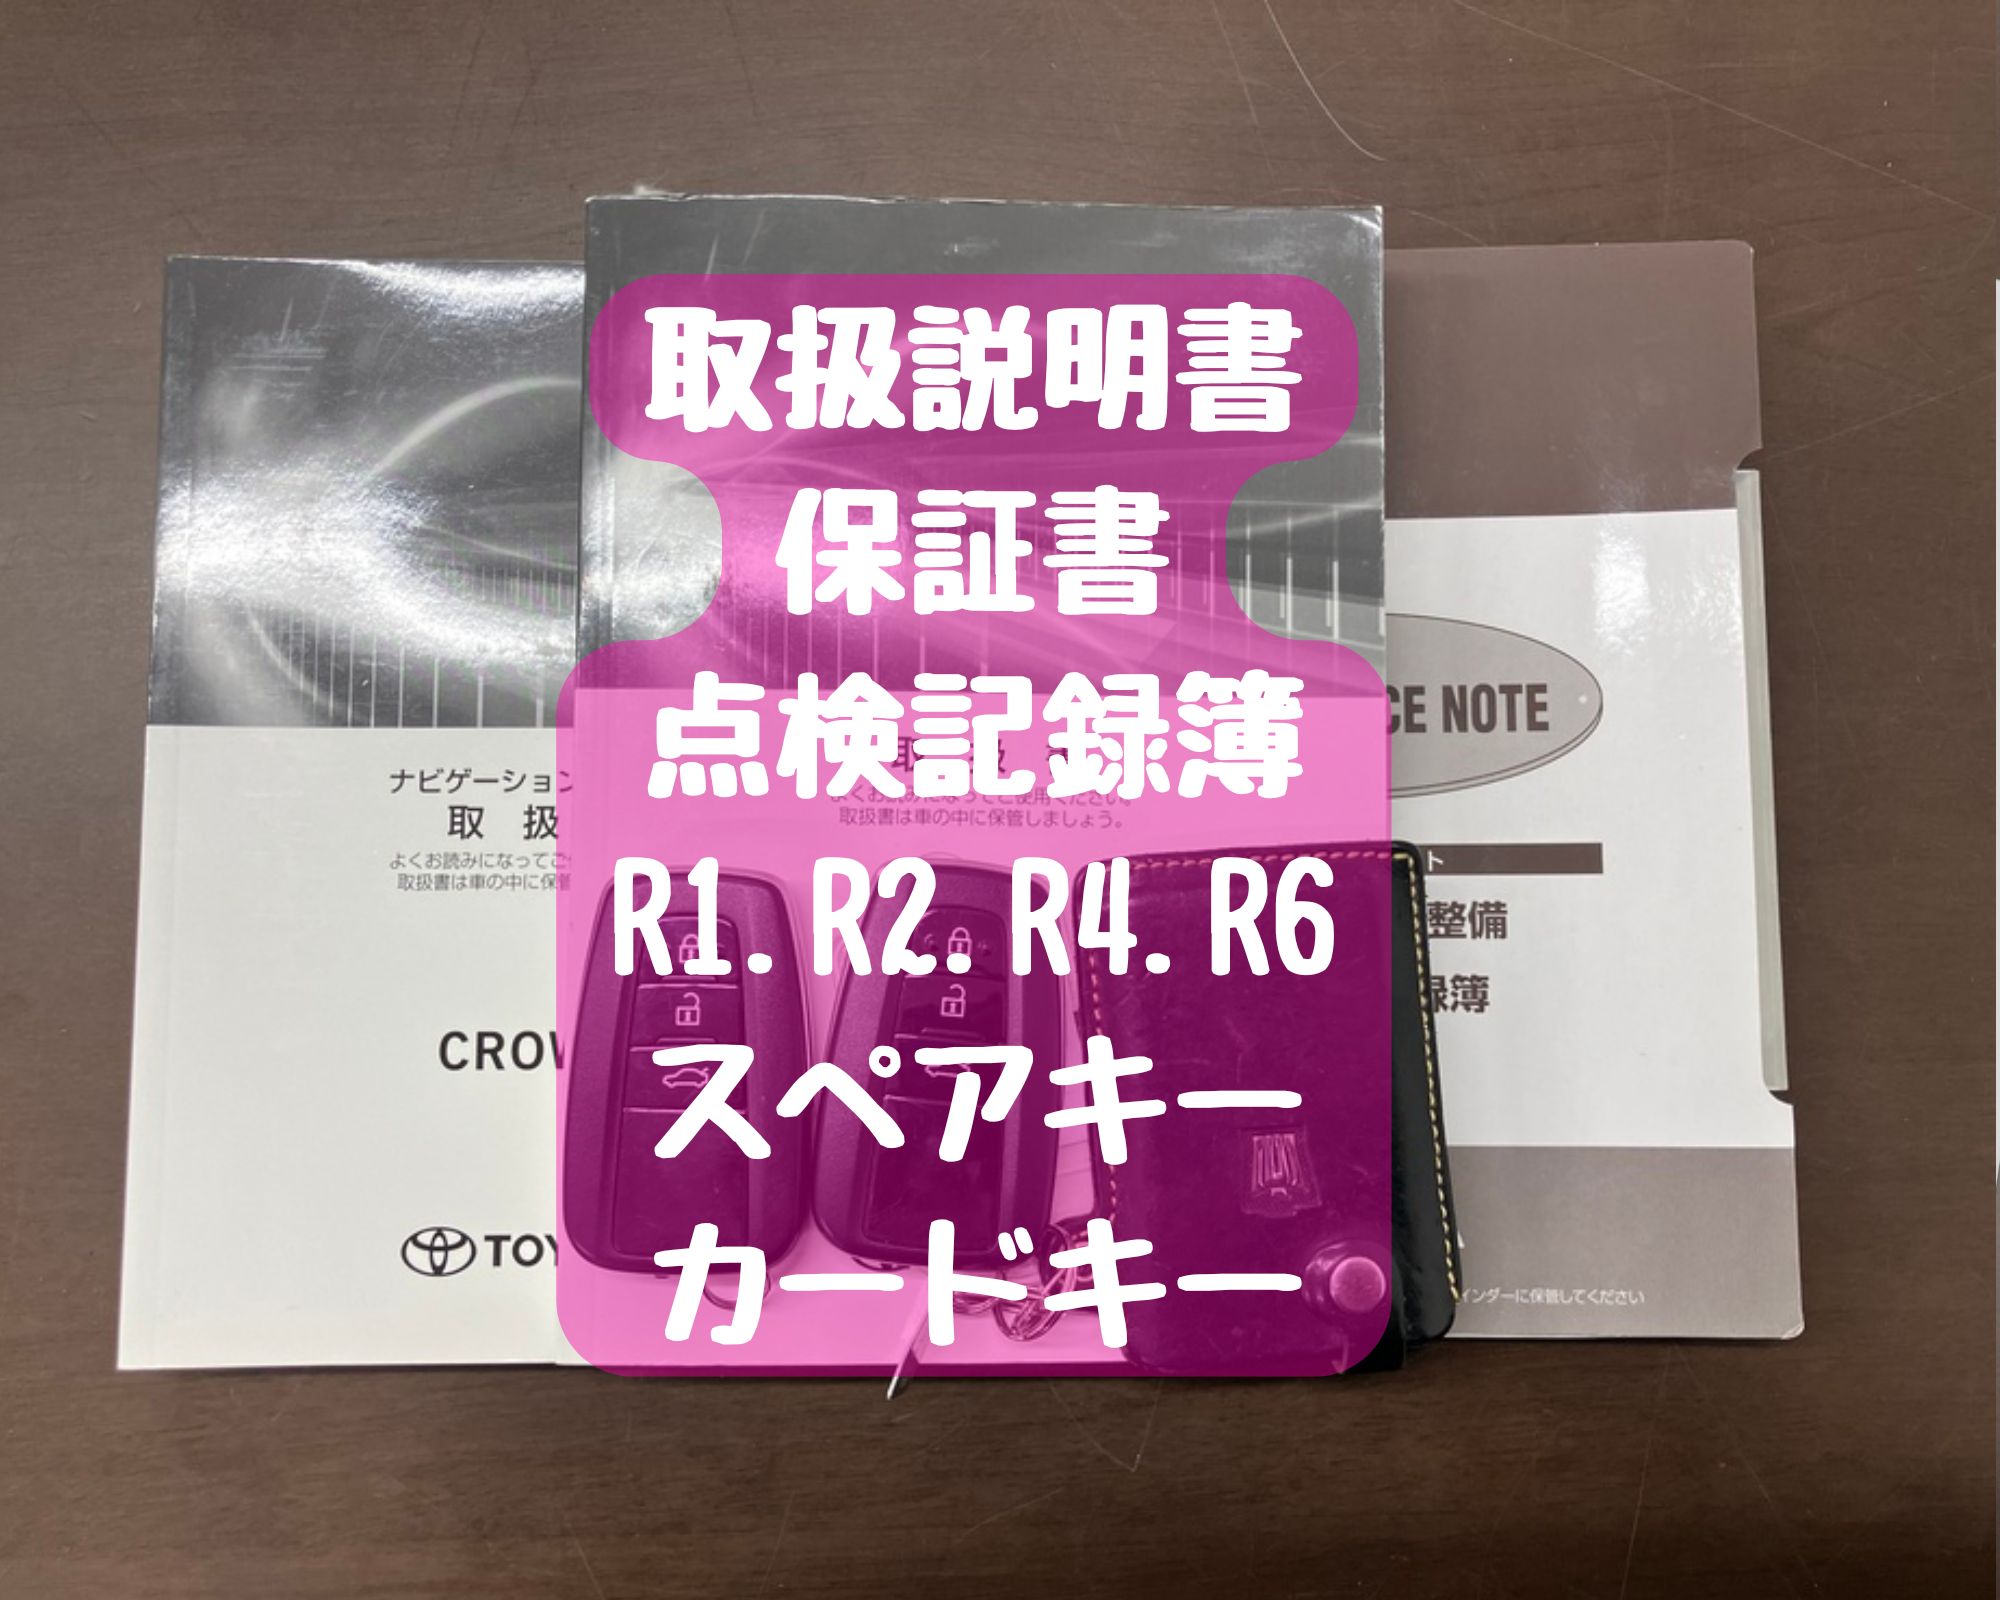 取扱説明書
保証書
点検記録簿
R1.R2.R4.R6
スペアキー
カードキー
ナビゲーション
取 扱
よくお読みになってご
取扱書は車の中に保管
CROW
TOY
取 扱
よくお読みになってご使用ください。
取扱書は車の中に保管しましょう。
CE NOTE
ト
整備
録簿
インダーに保管してください